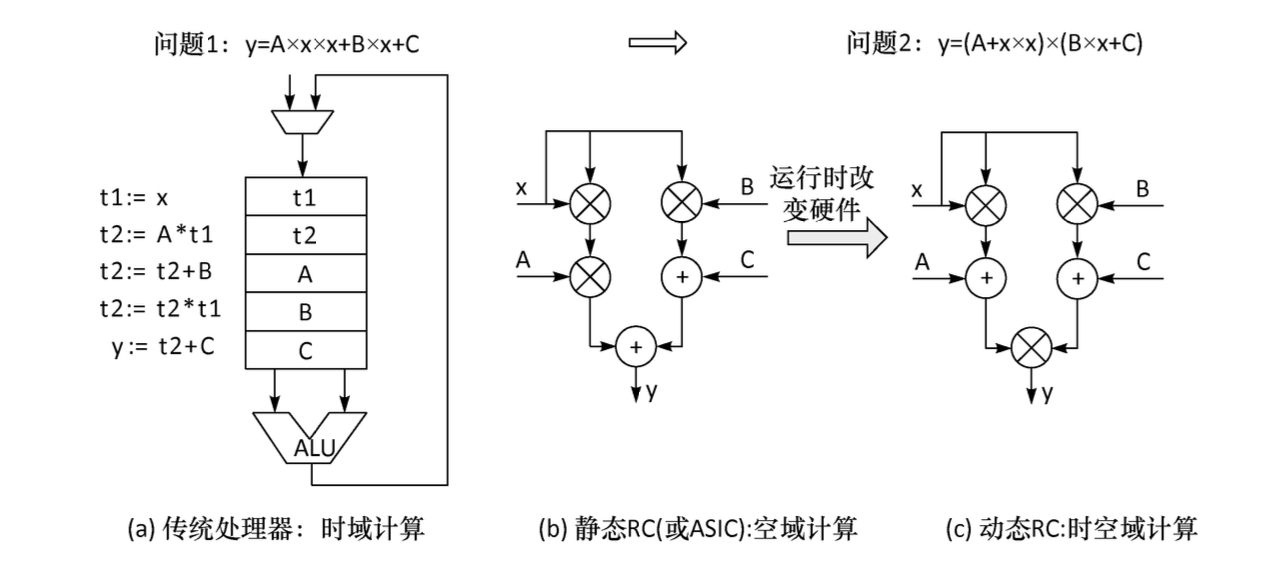 问题1：y=A×x×x+B×x+C
问题2：y=(A+x×x)×(B×x+C)
t1:= x
t2:= A*t1
t2:= t2+B
t2:= t2*t1
y:= t2+C
t1
t2
A
B
C
ALU
x
B
A
C
+
+
y
运行时改
变硬件
x
B
A
C
+
+
y
(a) 传统处理器：时域计算
(b) 静态RC(或ASIC):空域计算
(c) 动态RC:时空域计算